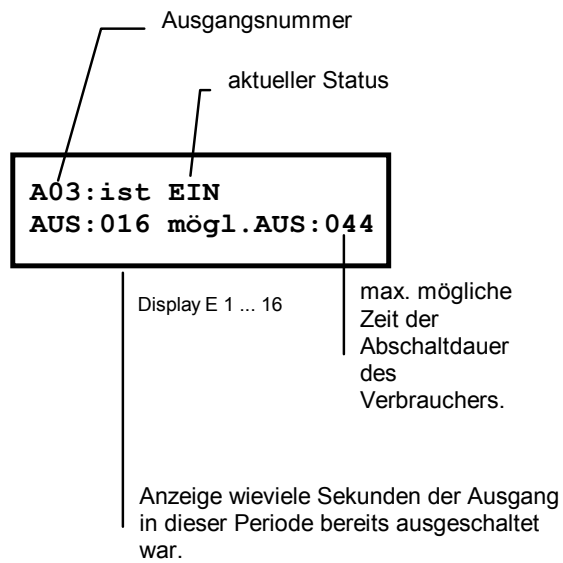 Ausgangsnummer
aktueller Status
A03:ist EIN
AUS:016 mögl.AUS:044
Display E 1 ... 16
max. mögliche
Zeit der
Abschaltdauer
des
Verbrauchers.
Anzeige wieviele Sekunden der Ausgang
in dieser Periode bereits ausgeschaltet
war.